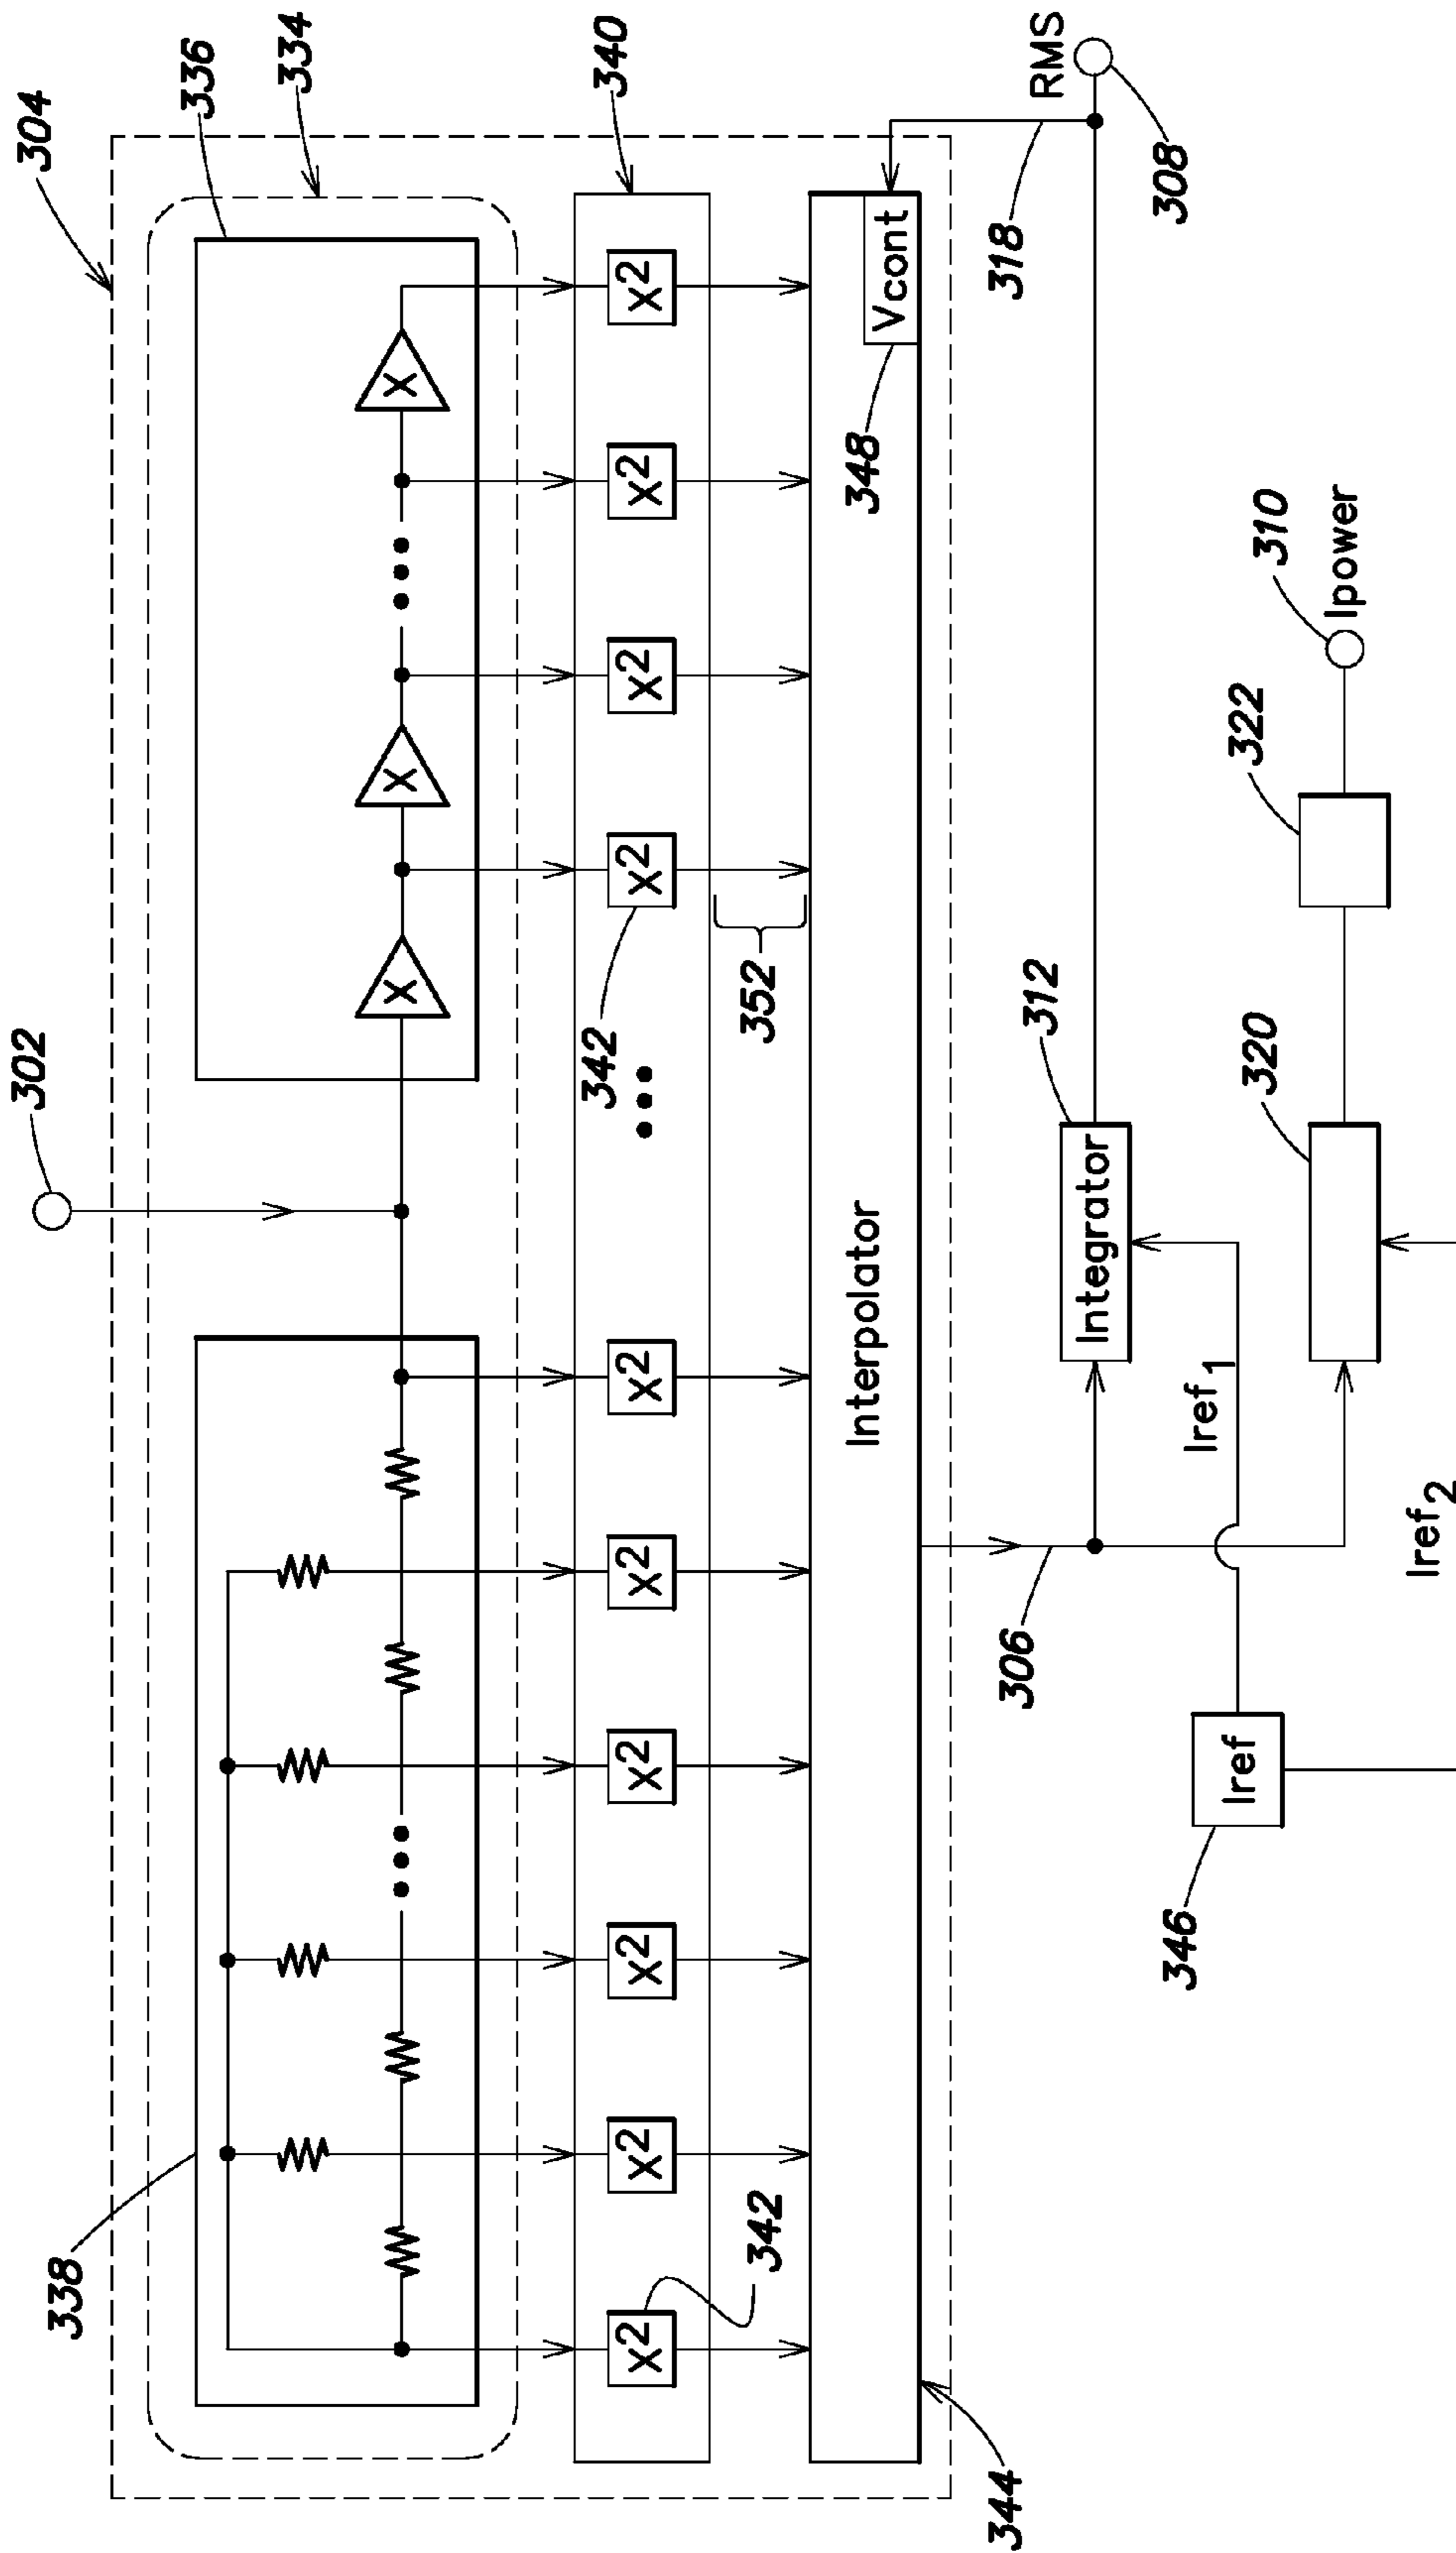 304
336
334
340
302
338
X
X
X
X²
X²
X²
X²
X²
X²
X²
X²
X²
X²
342
342
352
Interpolator
Vcont
348
344
318
RMS
308
306
Integrator
312
Iref₁
Iref
346
Iref₂
320
322
310
Ipower